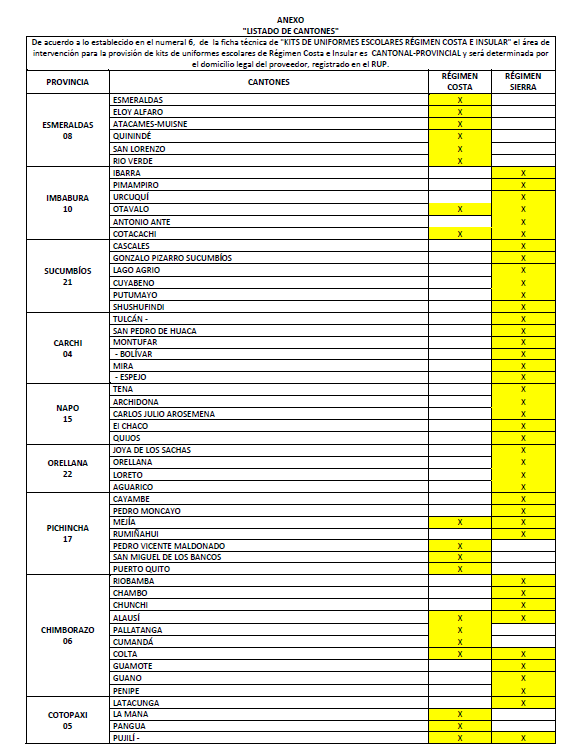 ANEXO
"LISTADO DE CANTONES"
De acuerdo a lo establecido en el numeral 6, de la ficha técnica de "KITS DE UNIFORMES ESCOLARES RÉGIMEN COSTA E INSULAR" el área de
intervención para la provisión de kits de uniformes escolares de Régimen Costa e Insular es CANTONAL-PROVINCIAL y será determinada por
el domicilio legal del proveedor, registrado en el RUP.
PROVINCIA CANTONES RÉGIMEN COSTA RÉGIMEN SIERRA
ESMERALDAS 08
ESMERALDAS X
ELOY ALFARO X
ATACAMES-MUISNE X
QUININDÉ X
SAN LORENZO X
RIO VERDE X
IMBABURA 10
IBARRA X
PIMAMPIRO X
URCUQUÍ X
OTAVALO X X
ANTONIO ANTE X
COTACACHI X X
SUCUMBÍOS 21
CASCALES X
GONZALO PIZARRO SUCUMBÍOS X
LAGO AGRIO X
CUYABENO X
PUTUMAYO X
SHUSHUFINDI X
CARCHI 04
TULCÁN - X
SAN PEDRO DE HUACA X
MONTUFAR X
- BOLÍVAR X
MIRA X
- ESPEJO X
NAPO 15
TENA X
ARCHIDONA X
CARLOS JULIO AROSEMENA X
El CHACO X
QUIJOS X
ORELLANA 22
JOYA DE LOS SACHAS X
ORELLANA X
LORETO X
AGUARICO X
PICHINCHA 17
CAYAMBE X
PEDRO MONCAYO X
MEJÍA X X
RUMIÑAHUI X
PEDRO VICENTE MALDONADO X
SAN MIGUEL DE LOS BANCOS X
PUERTO QUITO X
CHIMBORAZO 06
RIOBAMBA X
CHAMBO X
CHUNCHI X
ALAUSÍ X X
PALLATANGA X
CUMANDÁ X
COLTA X X
GUAMOTE X
GUANO X
PENIPE X
COTOPAXI 05
LATACUNGA X
LA MANA X
PANGUA X
PUJILÍ - X X